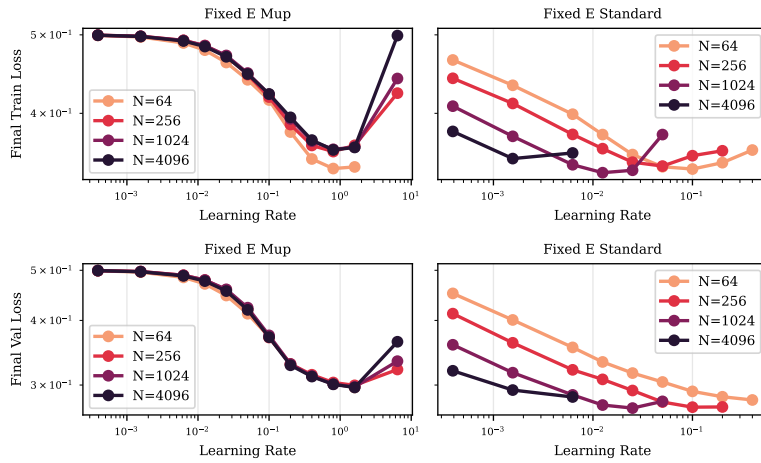 Fixed E Mup
Fixed E Standard
Final Train Loss
5 × 10⁻¹
4 × 10⁻¹
N=64
N=256
N=1024
N=4096
N=64
N=256
N=1024
N=4096
10⁻³
10⁻²
10⁻¹
10⁰
10¹
10⁻³
10⁻²
10⁻¹
Learning Rate
Learning Rate
Fixed E Mup
Fixed E Standard
Final Val Loss
5 × 10⁻¹
4 × 10⁻¹
3 × 10⁻¹
N=64
N=256
N=1024
N=4096
N=64
N=256
N=1024
N=4096
10⁻³
10⁻²
10⁻¹
10⁰
10¹
10⁻³
10⁻²
10⁻¹
Learning Rate
Learning Rate